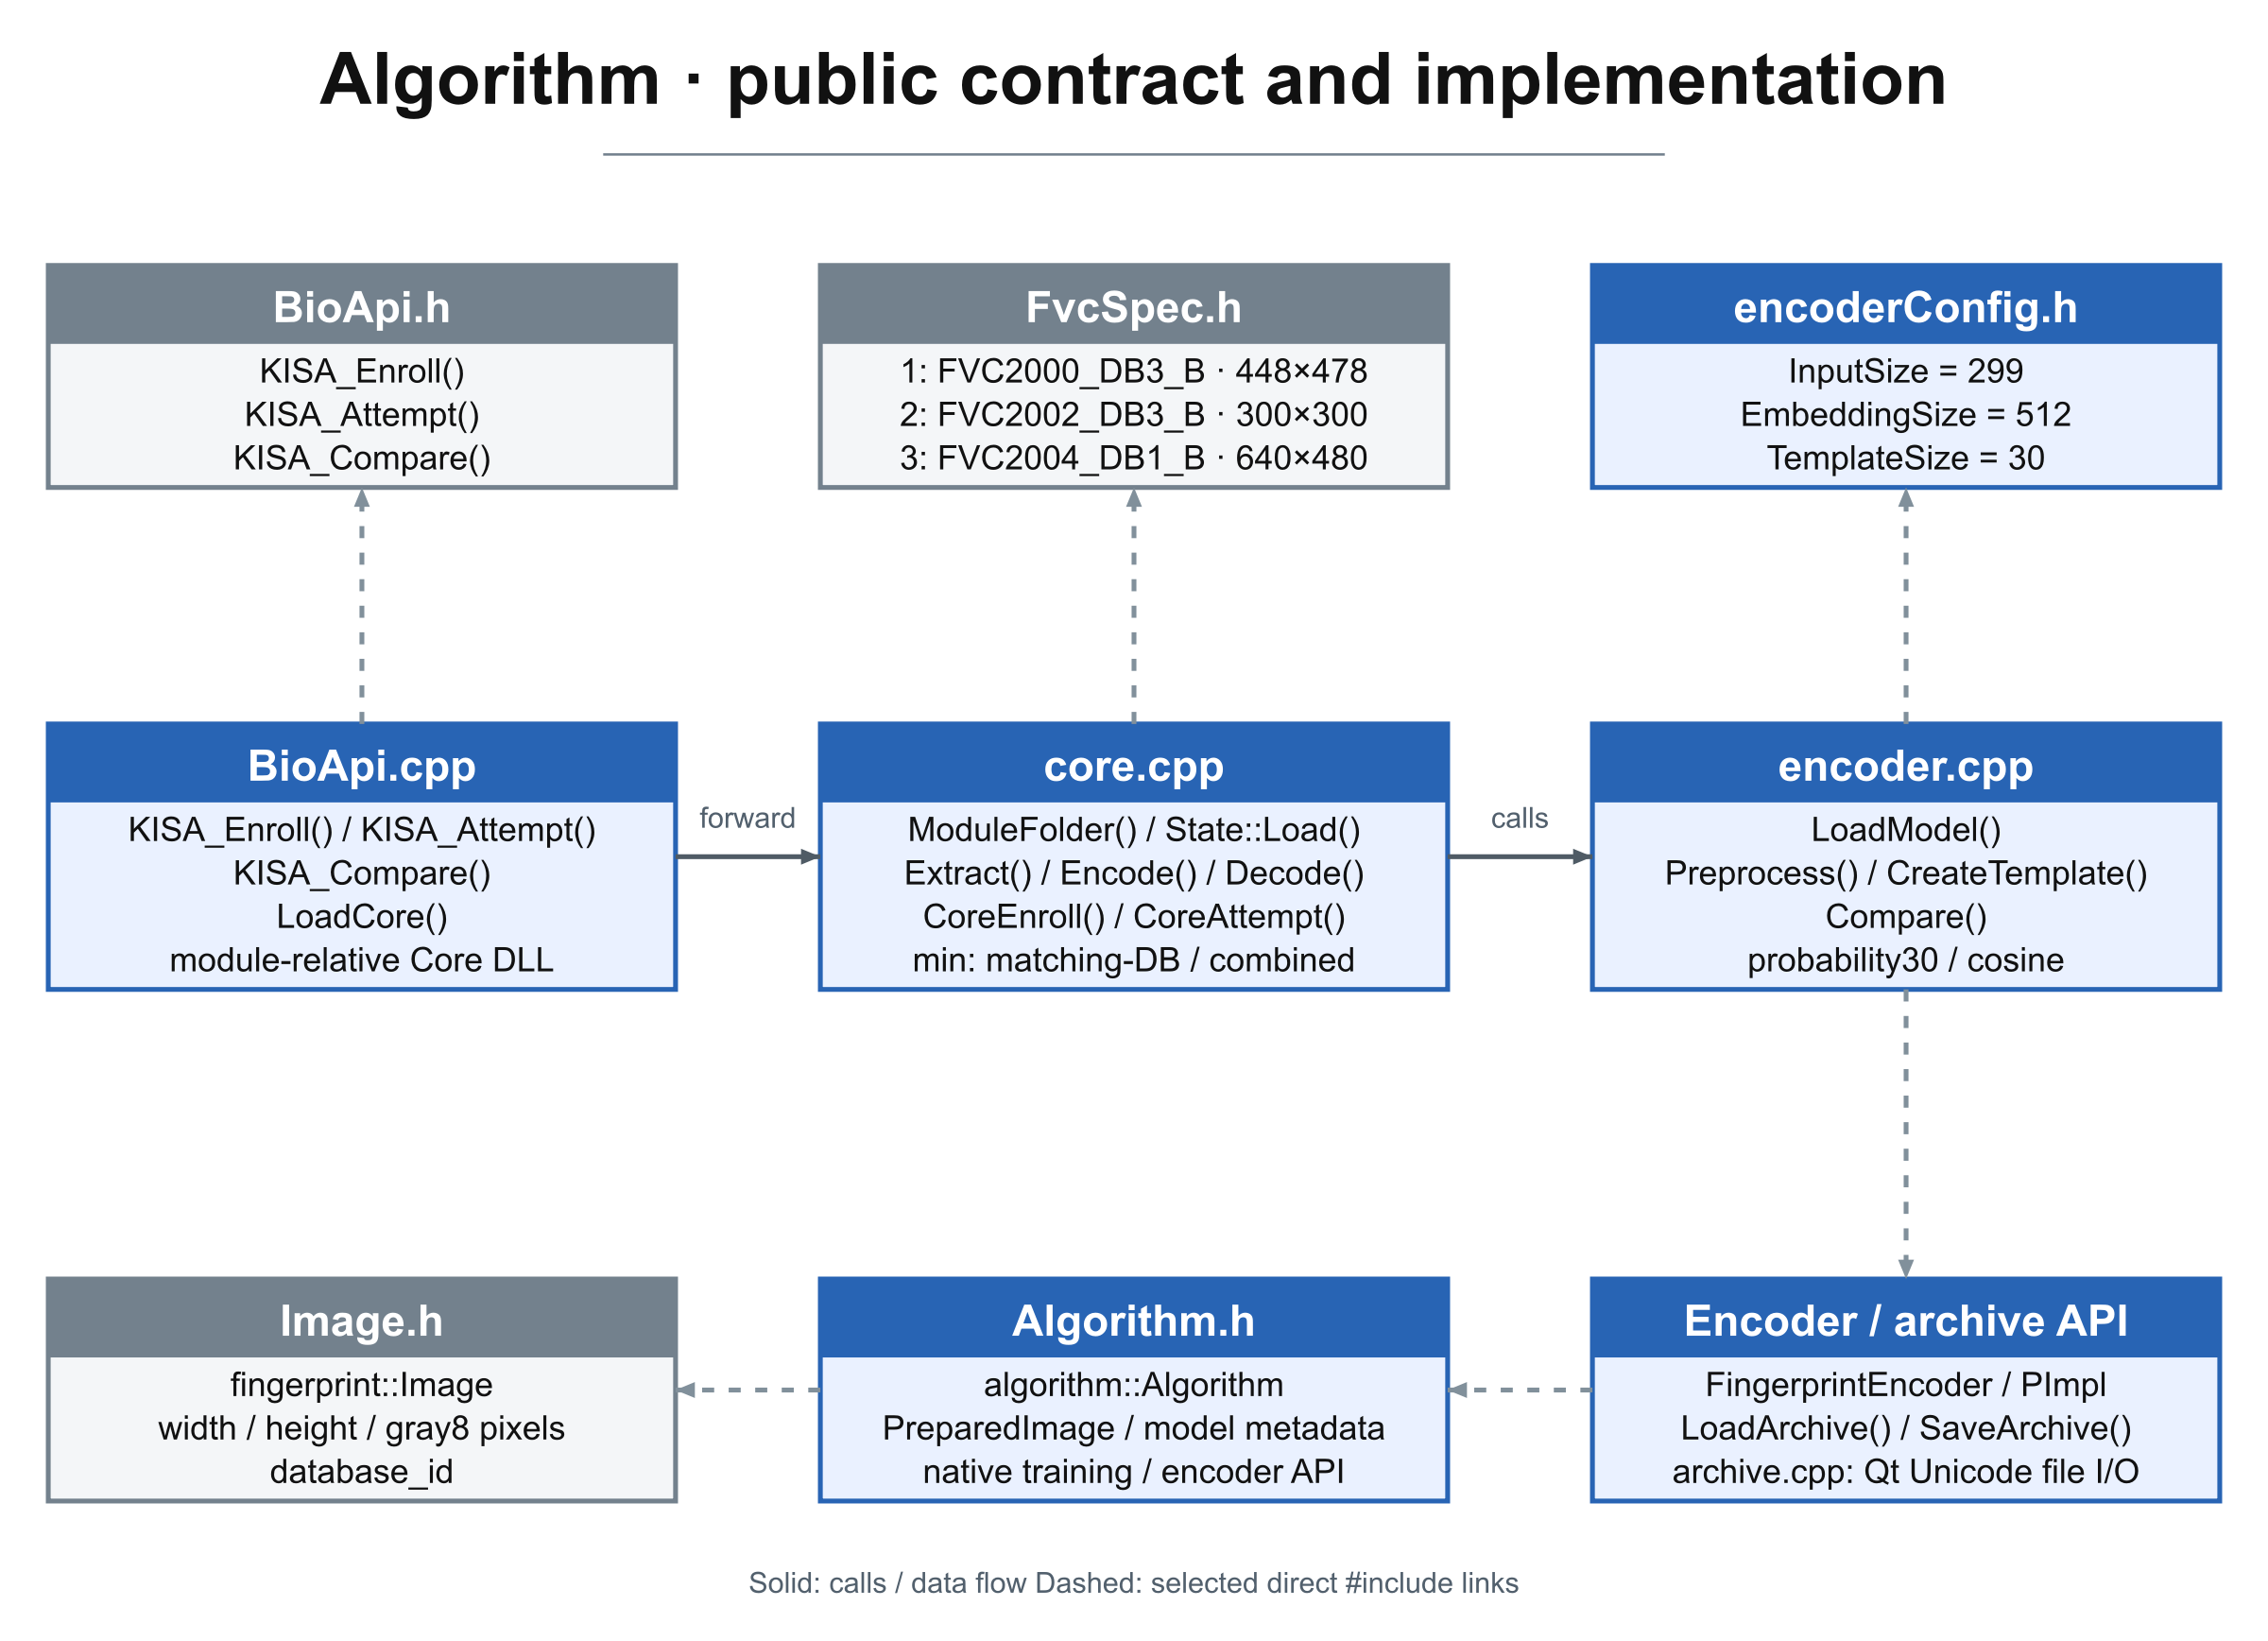 Algorithm · public contract and implementation
BioApi.h
KISA_Enroll()
KISA_Attempt()
KISA_Compare()
FvcSpec.h
1: FVC2000_DB3_B · 448×478
2: FVC2002_DB3_B · 300×300
3: FVC2004_DB1_B · 640×480
encoderConfig.h
InputSize = 299
EmbeddingSize = 512
TemplateSize = 30
BioApi.cpp
KISA_Enroll() / KISA_Attempt()
KISA_Compare()
LoadCore()
module-relative Core DLL
forward
core.cpp
ModuleFolder() / State::Load()
Extract() / Encode() / Decode()
CoreEnroll() / CoreAttempt()
min: matching-DB / combined
calls
encoder.cpp
LoadModel()
Preprocess() / CreateTemplate()
Compare()
probability30 / cosine
Image.h
fingerprint::Image
width / height / gray8 pixels
database_id
Algorithm.h
algorithm::Algorithm
PreparedImage / model metadata
native training / encoder API
Encoder / archive API
FingerprintEncoder / PImpl
LoadArchive() / SaveArchive()
archive.cpp: Qt Unicode file I/O
Solid: calls / data flow Dashed: selected direct #include links